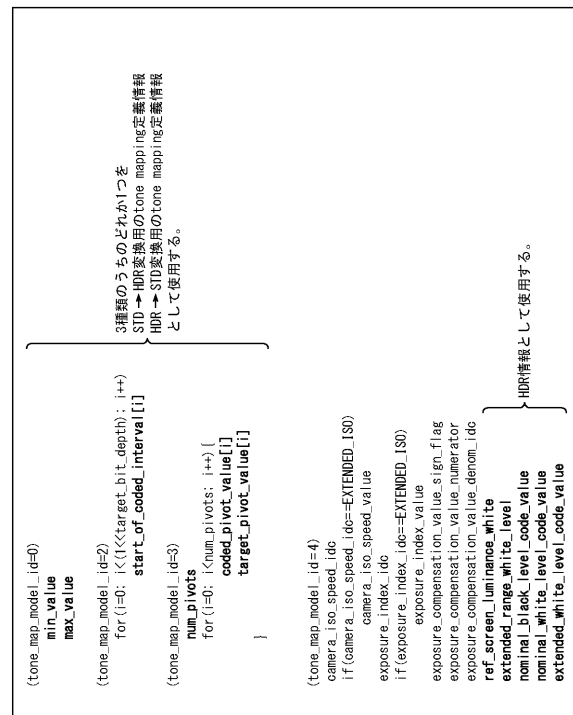 (tone_map_model_id=0)
min_value
max_value
(tone_map_model_id=2)
for(i=0; i<(1<<target_bit_depth); i++)
start_of_coded_interval[i]
(tone_map_model_id=3)
num_pivots
for(i=0; i<num_pivots; i++){
coded_pivot_value[i]
target_pivot_value[i]
}
3種類のうちのどれか1つを
STD→HDR変換用のtone mapping定義情報
HDR→STD変換用のtone mapping定義情報
として使用する。
(tone_map_model_id=4)
camera_iso_speed_idc
if(camera_iso_speed_idc==EXTENDED_ISO)
camera_iso_speed_value
exposure_index_idc
if(exposure_index_idc==EXTENDED_ISO)
exposure_index_value
exposure_compensation_value_sign_flag
exposure_compensation_value_numerator
exposure_compensation_value_denom_idc
ref_screen_luminance_white
extended_range_white_level
nominal_black_level_code_value
nominal_white_level_code_value
extended_white_level_code_value
HDR情報として使用する。